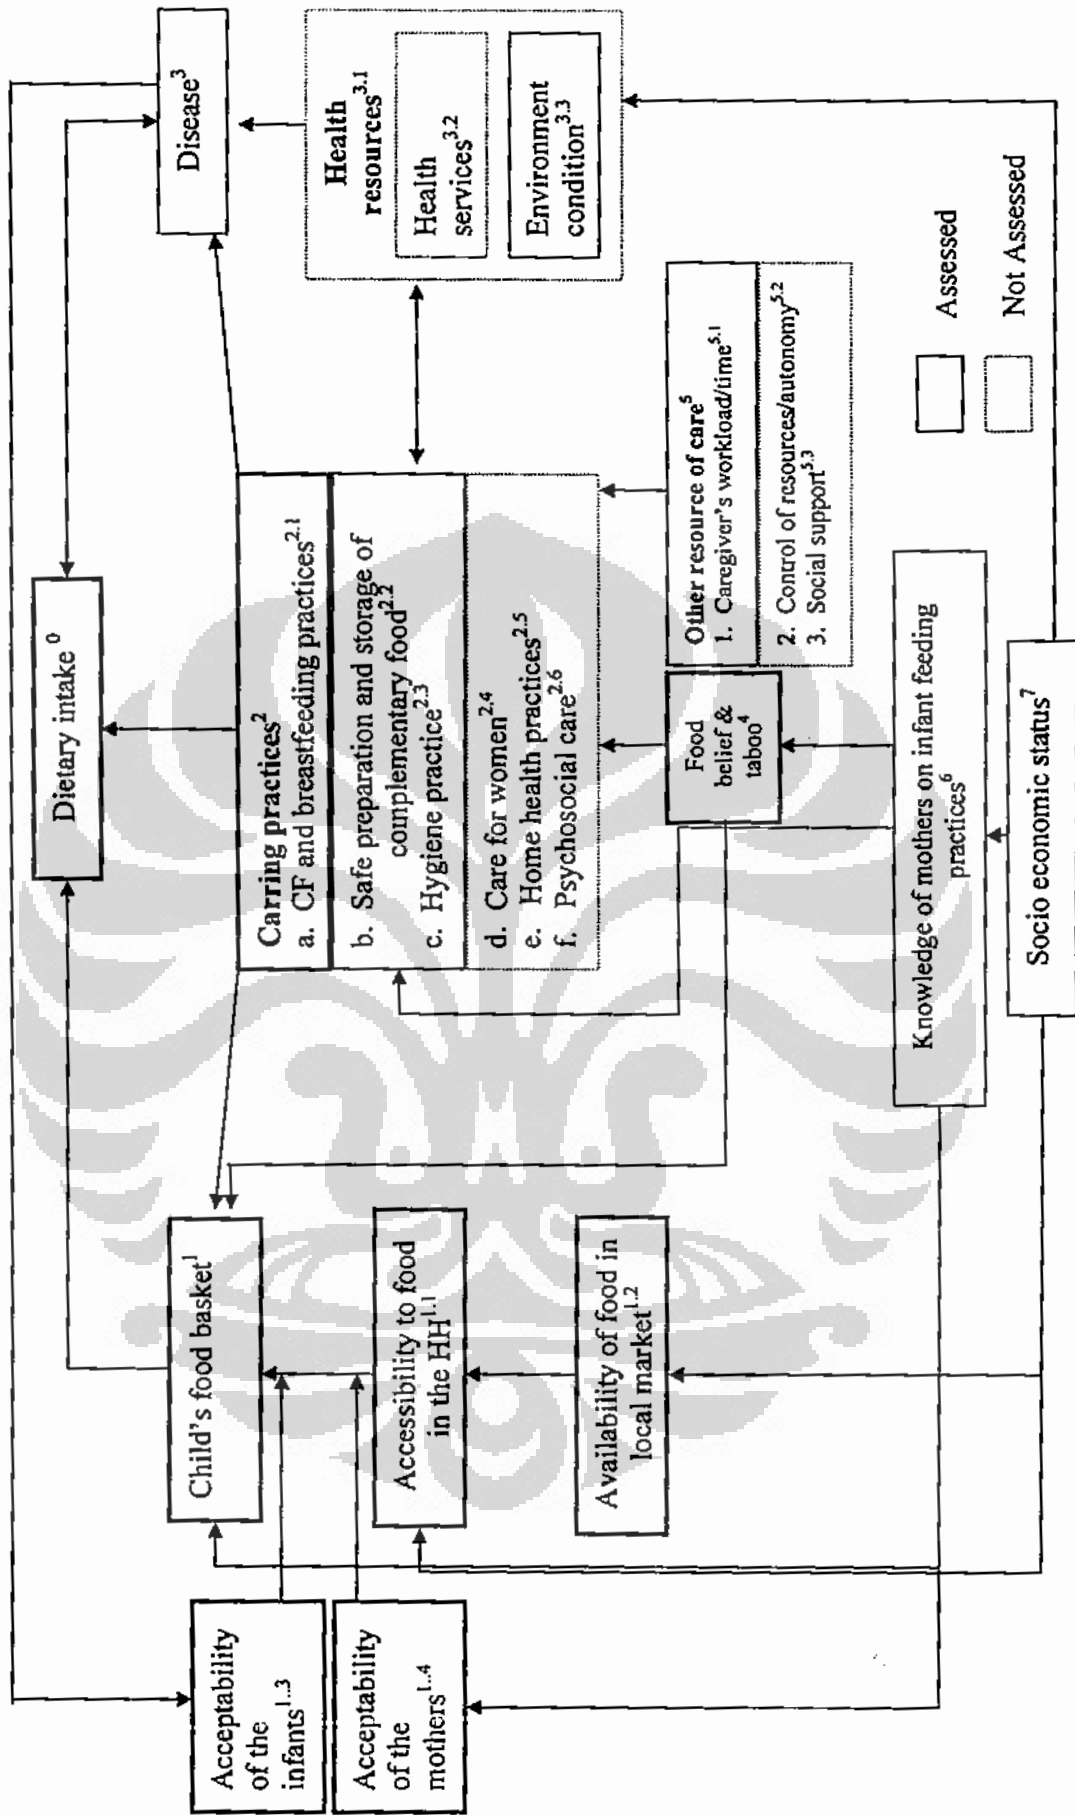 Dietary intake 0
Disease3
Child's food basket1
Carring practices2
a. CF and breastfeeding practices2.1
b. Safe preparation and storage of
complementary food2.2
c. Hygiene practice2.3
d. Care for women2.4
e. Home health practices2.5
f. Psychosocial care2.6
Health
resources3.1
Health
services3.2
Environment
condition3.3
Acceptability
of the
infants1..3
Acceptability
of the
mothers1..4
Accessibility to food
in the HH1.1
Availability of food in
local market1.2
Food
belief &
taboo4
Other resource of care5
1. Caregiver's workload/time5.1
2. Control of resources/autonomy5.2
3. Social support5.3
Knowledge of mothers on infant feeding
practices6
Socio economic status7
Assessed
Not Assessed